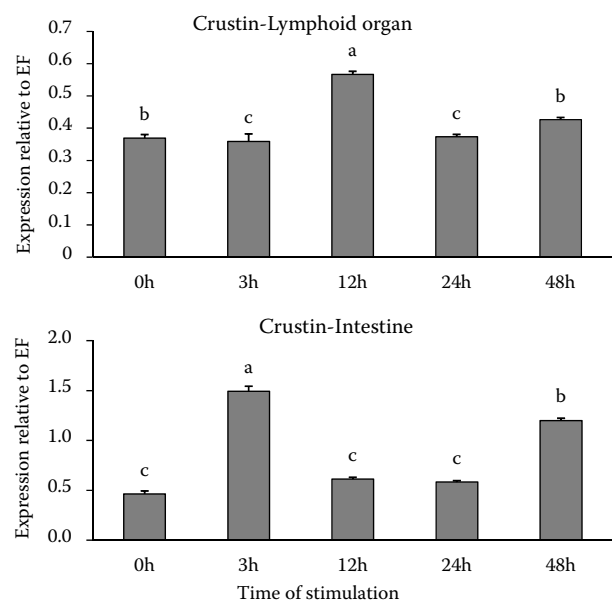 Crustin-Lymphoid organ
Expression relative to EF
0.7
0.6
0.5
0.4
0.3
0.2
0.1
0
b
c
a
c
b
0h
3h
12h
24h
48h
Crustin-Intestine
Expression relative to EF
2.0
1.5
1.0
0.5
0.0
c
a
c
c
b
0h
3h
12h
24h
48h
Time of stimulation